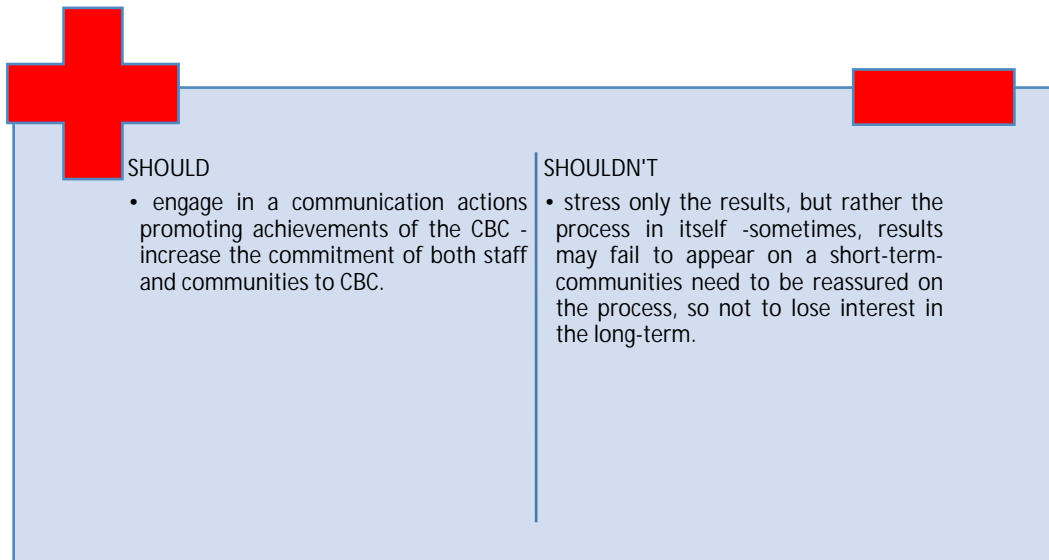 SHOULD
• engage in a communication actions
promoting achievements of the CBC -
increase the commitment of both staff
and communities to CBC.
SHOULDN'T
• stress only the results, but rather the
process in itself -sometimes, results
may fail to appear on a short-term-
communities need to be reassured on
the process, so not to lose interest in
the long-term.